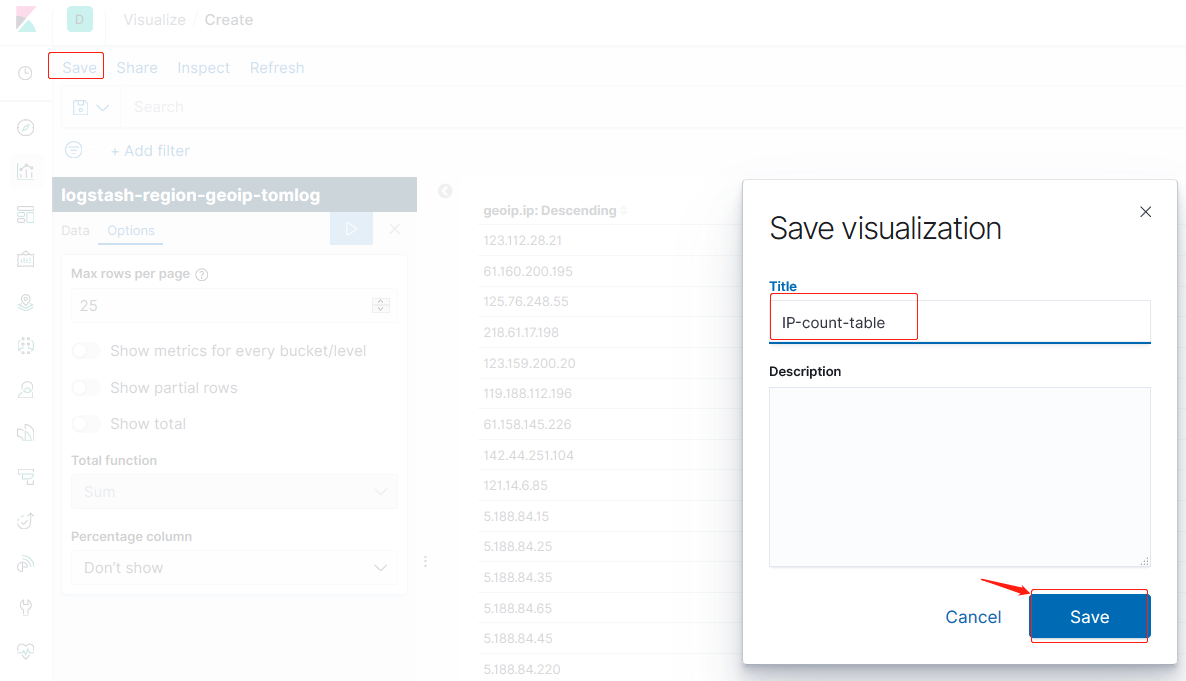 D Visualize / Create
Save Share Inspect Refresh
Search
+ Add filter
logstash-region-geoip-tomlog
Data Options
Max rows per page
25
Show metrics for every bucket/level
Show partial rows
Show total
Total function
Sum
Percentage column
Don't show
geoip.ip: Descending
123.112.28.21
61.160.200.195
125.76.248.55
218.61.17.198
123.159.200.20
119.188.112.196
61.158.145.226
142.44.251.104
121.14.6.85
5.188.84.15
5.188.84.25
5.188.84.35
5.188.84.65
5.188.84.45
5.188.84.220
Save visualization
Title
IP-count-table
Description
Cancel Save